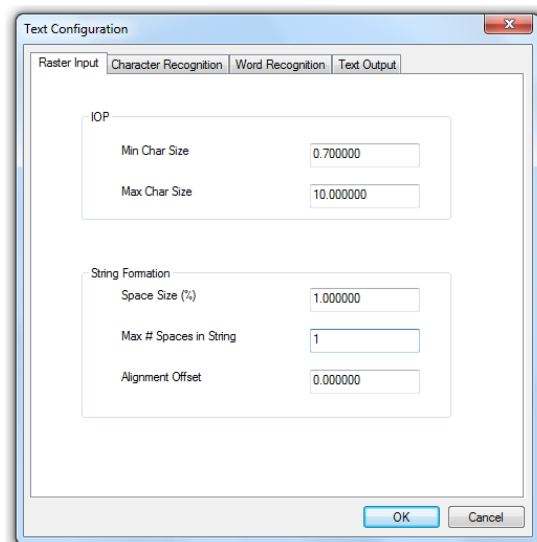 Text Configuration
Raster Input Character Recognition Word Recognition Text Output
IOP
Min Char Size 0.700000
Max Char Size 10.000000
String Formation
Space Size (%) 1.000000
Max # Spaces in String 1
Alignment Offset 0.000000
OK Cancel